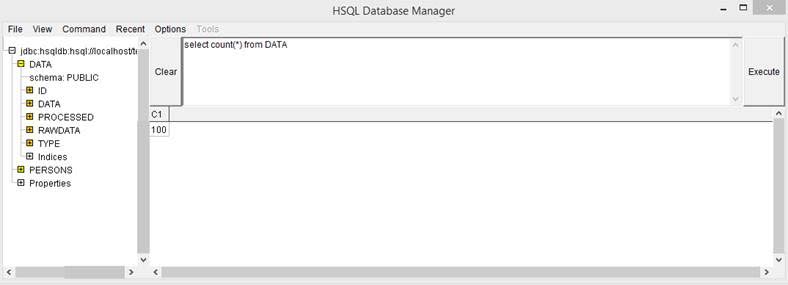 HSQL Database Manager
File View Command Recent Options Tools
jdbc:hsqldb:hsql://localhost/te
DATA
schema: PUBLIC
ID
DATA
PROCESSED
RAWDATA
TYPE
Indices
PERSONS
Properties
Clear
select count(*) from DATA
Execute
C1
100